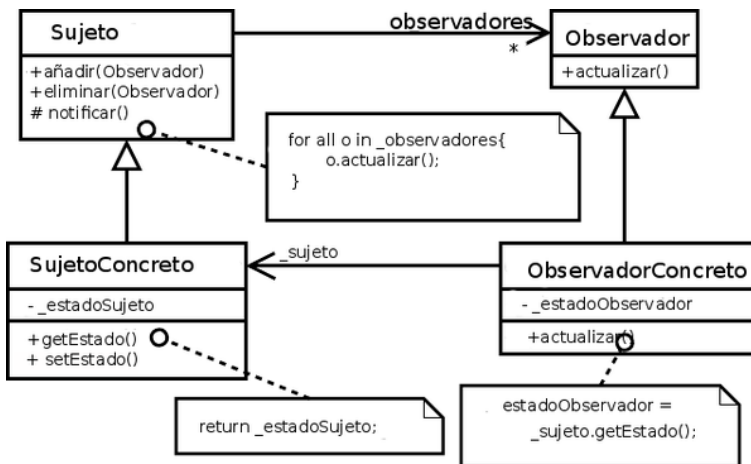 Sujeto
+añadir(Observador)
+eliminar(Observador)
# notificar()
observadores
*
Observador
+actualizar()
for all o in _observadores{
o.actualizar();
}
SujetoConcreto
- _estadoSujeto
+getEstado()
+ setEstado()
_sujeto
ObservadorConcreto
- _estadoObservador
+actualizar()
return _estadoSujeto;
estadoObservador =
_sujeto.getEstado();